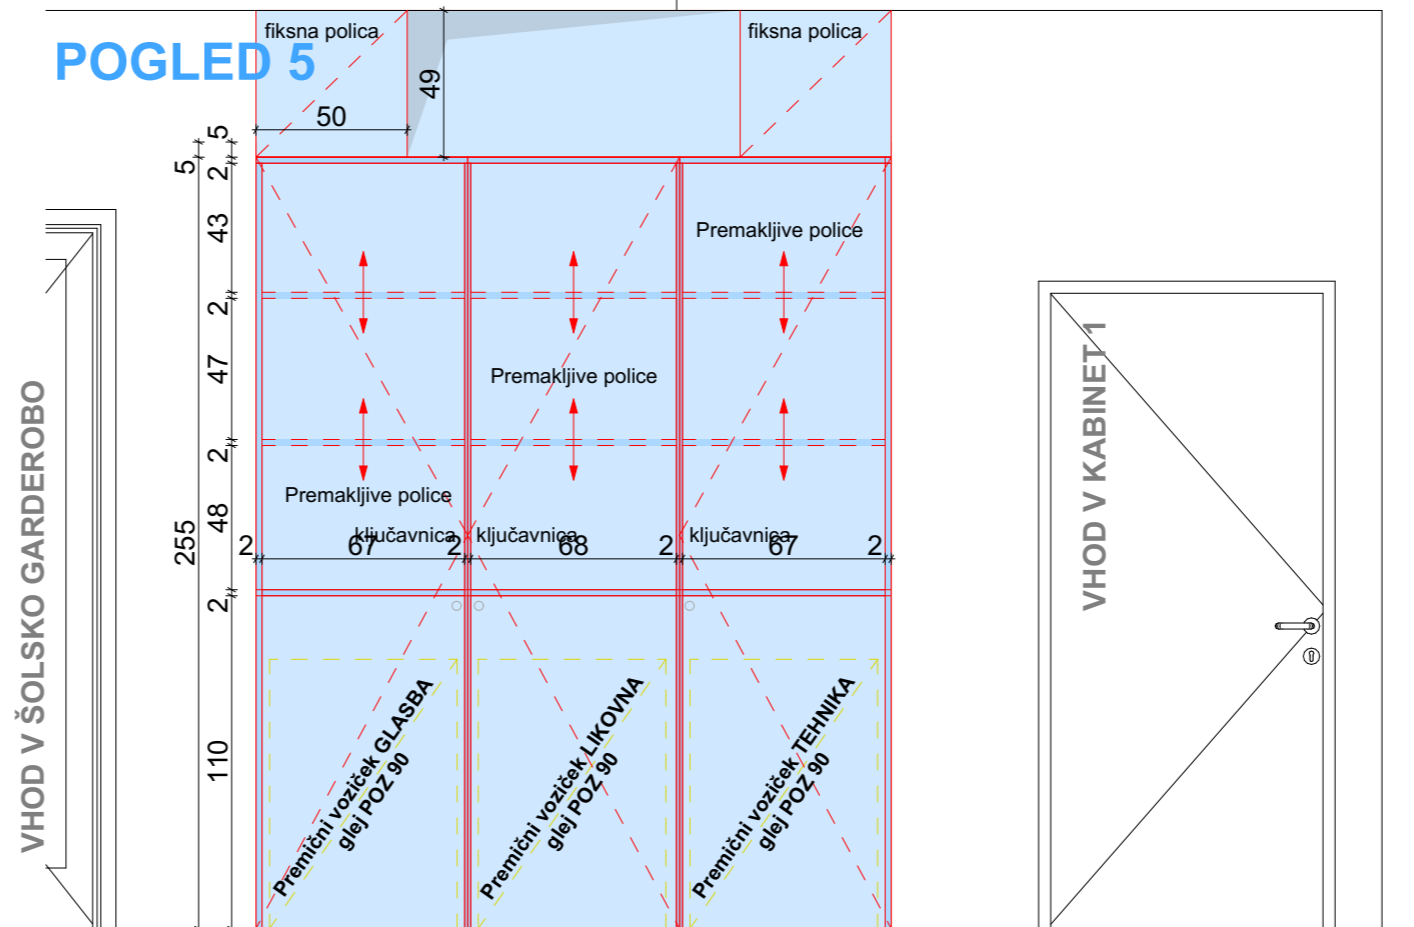 POGLED 5
fiksna polica
fiksna polica
49
50
5
5
2
43
Premakljive police
2
47
Premakljive police
2
Premakljive police
48
255
ključavnica
ključavnica
ključavnica
2
67
2
68
2
67
2
2
110
Premični voziček GLASBA
glej POZ 90
Premični voziček LIKOVNA
glej POZ 90
Premični voziček TEHNIKA
glej POZ 90
VHOD V ŠOLSKO GARDEROBO
VHOD V KABINET 1